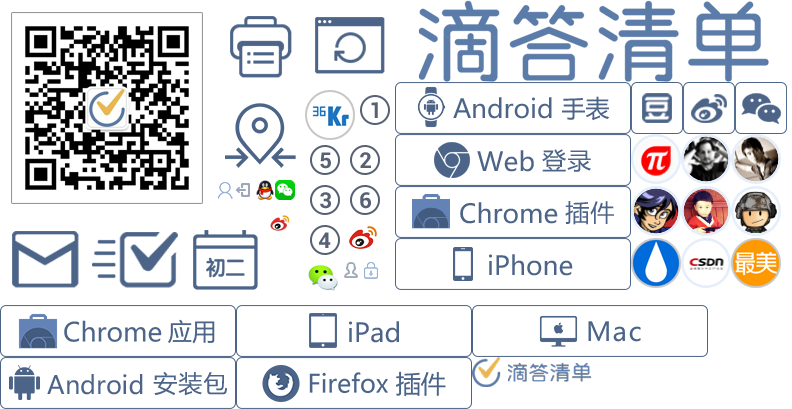 滴答清单
36Kr
①
Android 手表
豆
⑤
②
Web 登录
③
⑥
Chrome 插件
④
初二
iPhone
CSDN
最美
Chrome 应用
iPad
Mac
Android 安装包
Firefox 插件
滴答清单